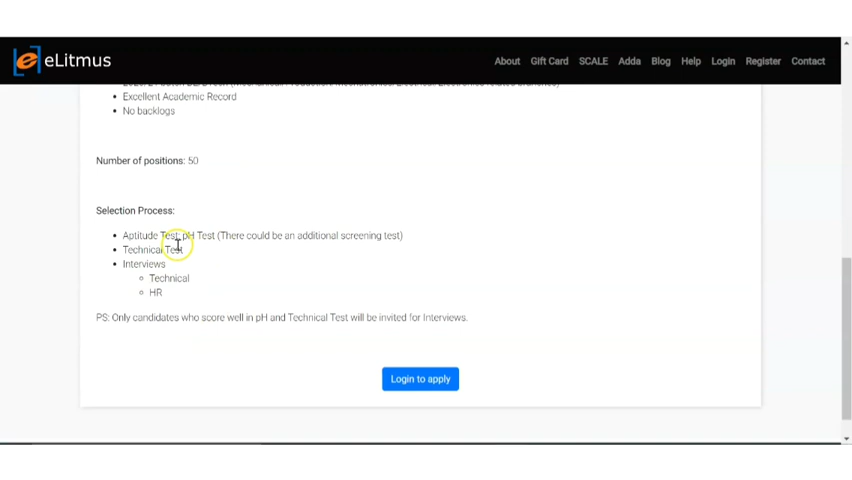 eLitmus
About Gift Card SCALE Adda Blog Help Login Register Contact
Excellent Academic Record
No backlogs
Number of positions: 50
Selection Process:
Aptitude Test: pH Test (There could be an additional screening test)
Technical Test
Interviews
Technical
HR
PS: Only candidates who score well in pH and Technical Test will be invited for Interviews.
Login to apply